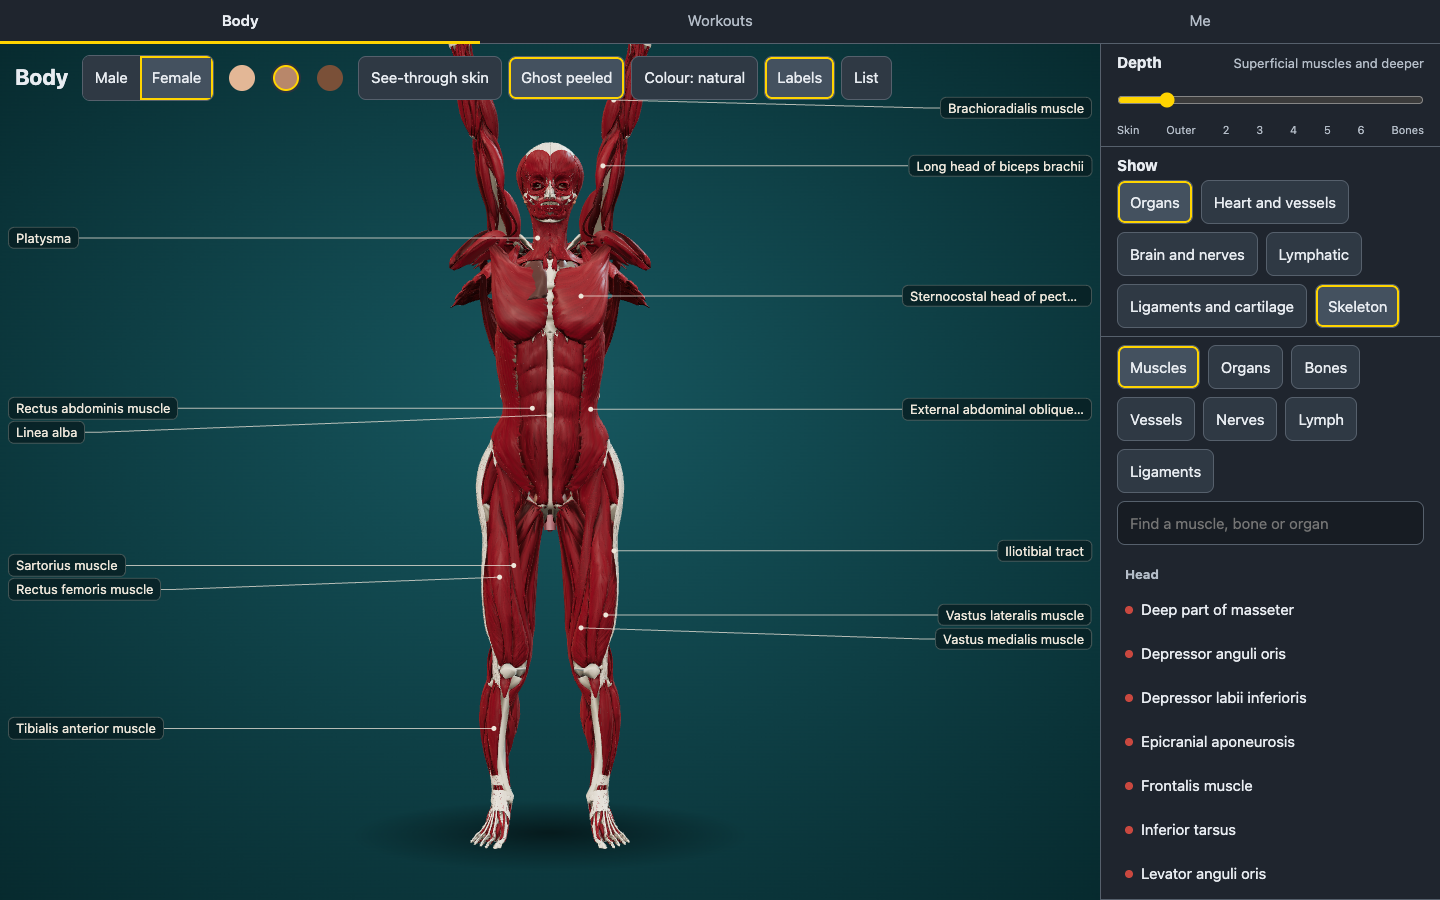 Body
Workouts
Me
Body
Male
Female
See-through skin
Ghost peeled
Colour: natural
Labels
List
Brachioradialis muscle
Long head of biceps brachii
Platysma
Sternocostal head of pect...
Rectus abdominis muscle
External abdominal oblique...
Linea alba
Iliotibial tract
Sartorius muscle
Rectus femoris muscle
Vastus lateralis muscle
Vastus medialis muscle
Tibialis anterior muscle
Depth
Superficial muscles and deeper
Skin Outer 2 3 4 5 6 Bones
Show
Organs
Heart and vessels
Brain and nerves
Lymphatic
Ligaments and cartilage
Skeleton
Muscles
Organs
Bones
Vessels
Nerves
Lymph
Ligaments
Find a muscle, bone or organ
Head
Deep part of masseter
Depressor anguli oris
Depressor labii inferioris
Epicranial aponeurosis
Frontalis muscle
Inferior tarsus
Levator anguli oris